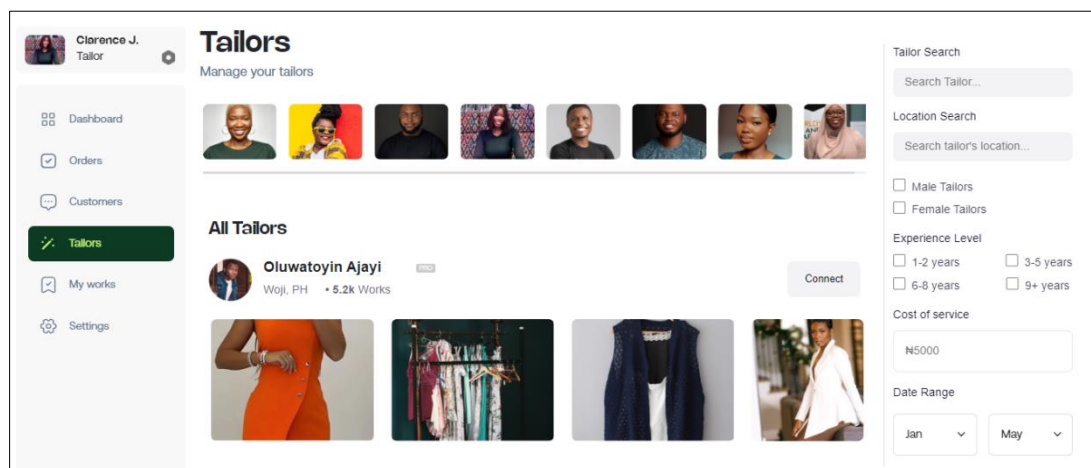 Clarence J.
Tailor
Dashboard
Orders
Customers
Tailors
My works
Settings
Tailors
Manage your tailors
All Tailors
Oluwatoyin Ajayi PRO
Woji, PH • 5.2k Works
Connect
Tailor Search
Search Tailor...
Location Search
Search tailor's location...
Male Tailors
Female Tailors
Experience Level
1-2 years 3-5 years
6-8 years 9+ years
Cost of service
₦5000
Date Range
Jan May